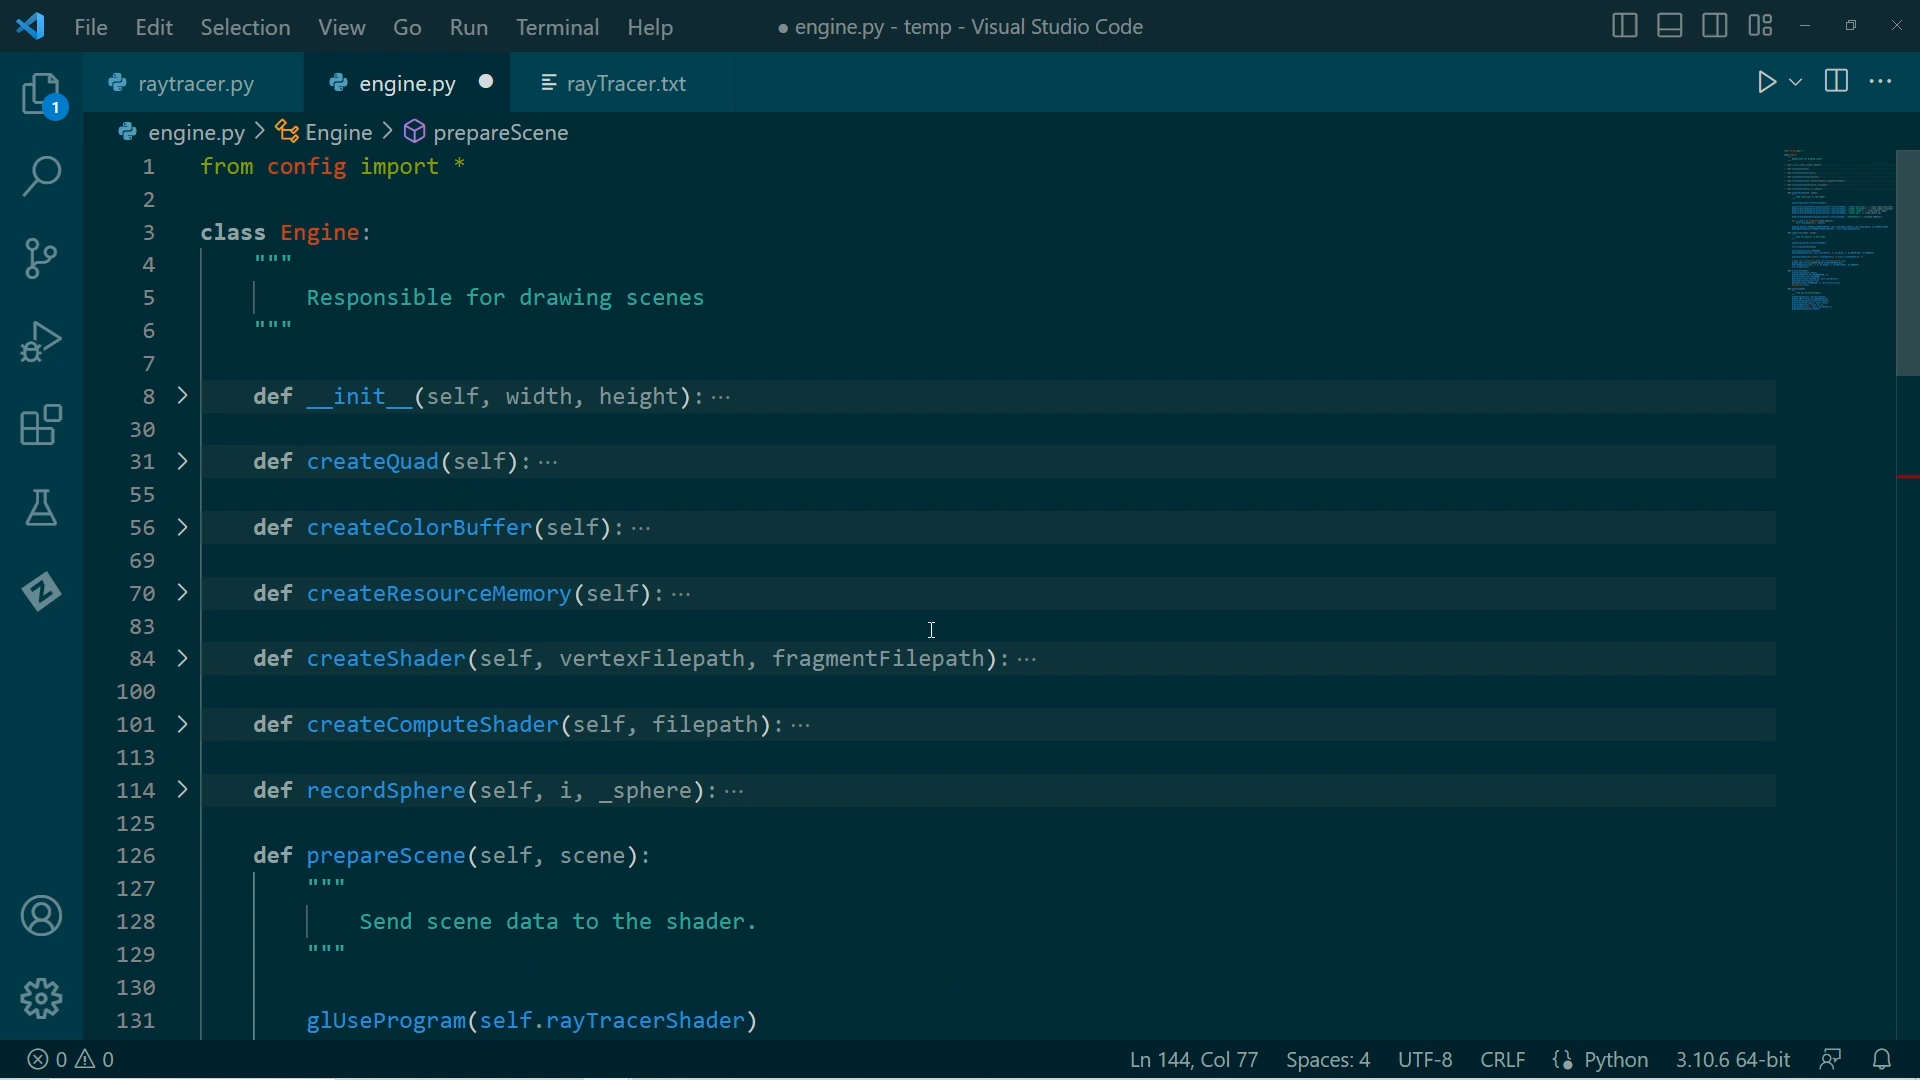 File Edit Selection View Go Run Terminal Help ● engine.py - temp - Visual Studio Code
raytracer.py engine.py rayTracer.txt
1
engine.py > Engine > prepareScene
1 from config import *
2
3 class Engine:
4 """
5 Responsible for drawing scenes
6 """
7
8 def __init__(self, width, height): ···
30
31 def createQuad(self): ···
55
56 def createColorBuffer(self): ···
69
70 def createResourceMemory(self): ···
83
84 def createShader(self, vertexFilepath, fragmentFilepath): ···
100
101 def createComputeShader(self, filepath): ···
113
114 def recordSphere(self, i, _sphere): ···
125
126 def prepareScene(self, scene):
127 """
128 Send scene data to the shader.
129 """
130
131 glUseProgram(self.rayTracerShader)
0 0 Ln 144, Col 77 Spaces: 4 UTF-8 CRLF Python 3.10.6 64-bit